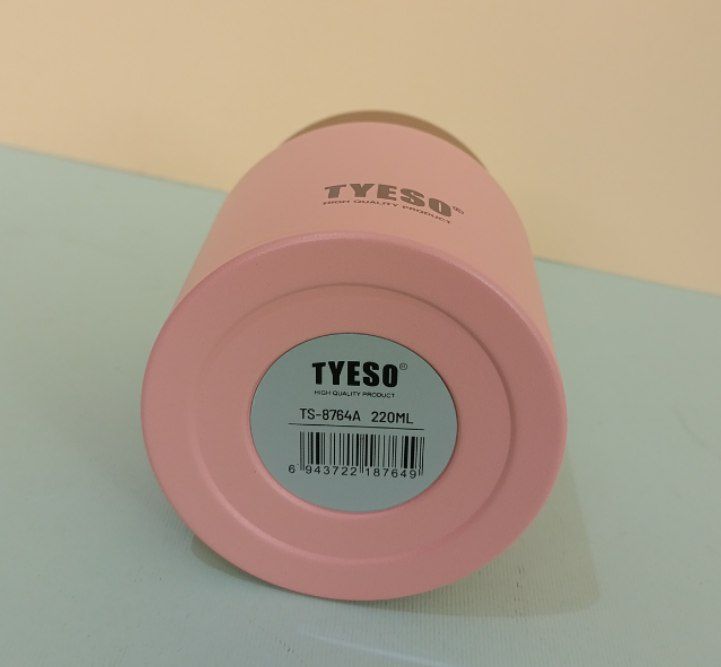 TYESO®
HIGH QUALITY PRODUCT
TYESO®
HIGH QUALITY PRODUCT
TS-8764A 220ML
6 943722 187649